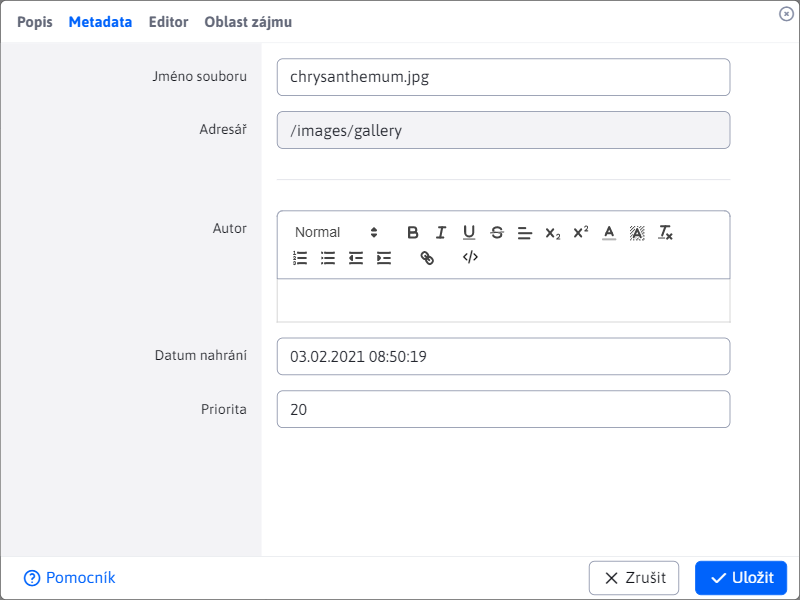 Popis Metadata Editor Oblast zájmu
Jméno souboru chrysanthemum.jpg
Adresář /images/gallery
Autor Normal
Datum nahrání 03.02.2021 08:50:19
Priorita 20
Pomocník Zrušit Uložit